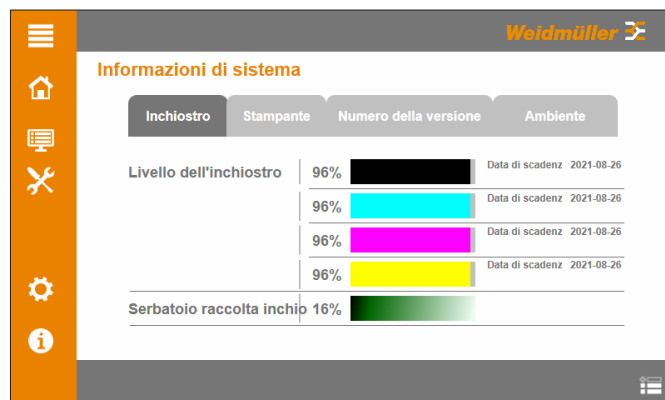 Weidmüller
Informazioni di sistema
Inchiostro Stampante Numero della versione Ambiente
Livello dell'inchiostro 96% Data di scadenz 2021-08-26
96% Data di scadenz 2021-08-26
96% Data di scadenz 2021-08-26
96% Data di scadenz 2021-08-26
Serbatoio raccolta inchio 16%